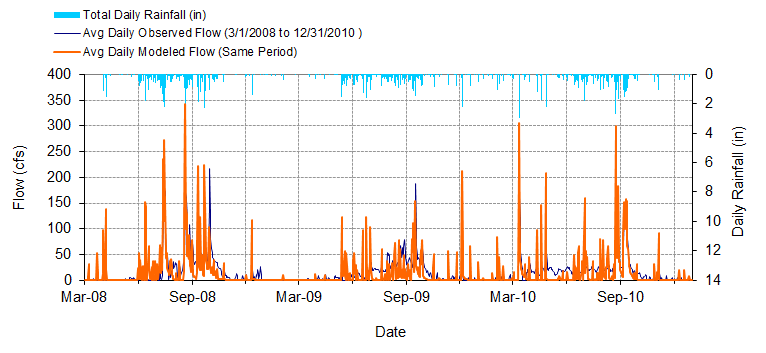 Total Daily Rainfall (in)
Avg Daily Observed Flow (3/1/2008 to 12/31/2010 )
Avg Daily Modeled Flow (Same Period)
400
350
300
250
200
150
100
50
0
Flow (cfs)
0
2
4
6
8
10
12
14
Daily Rainfall (in)
Mar-08
Sep-08
Mar-09
Sep-09
Mar-10
Sep-10
Date